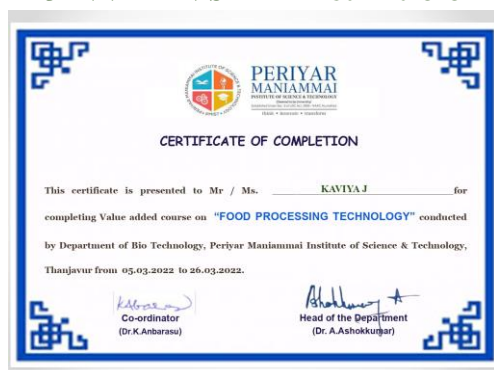 PERIYAR
MANIAMMAI
INSTITUTE OF SCIENCE & TECHNOLOGY
think • innovate • transform
CERTIFICATE OF COMPLETION
This certificate is presented to Mr / Ms. KAVIYA J for
completing Value added course on "FOOD PROCESSING TECHNOLOGY" conducted
by Department of Bio Technology, Periyar Maniammai Institute of Science & Technology,
Thanjavur from 05.03.2022 to 26.03.2022.
Co-ordinator
(Dr.K.Anbarasu)
Head of the Department
(Dr. A.Ashokkumar)